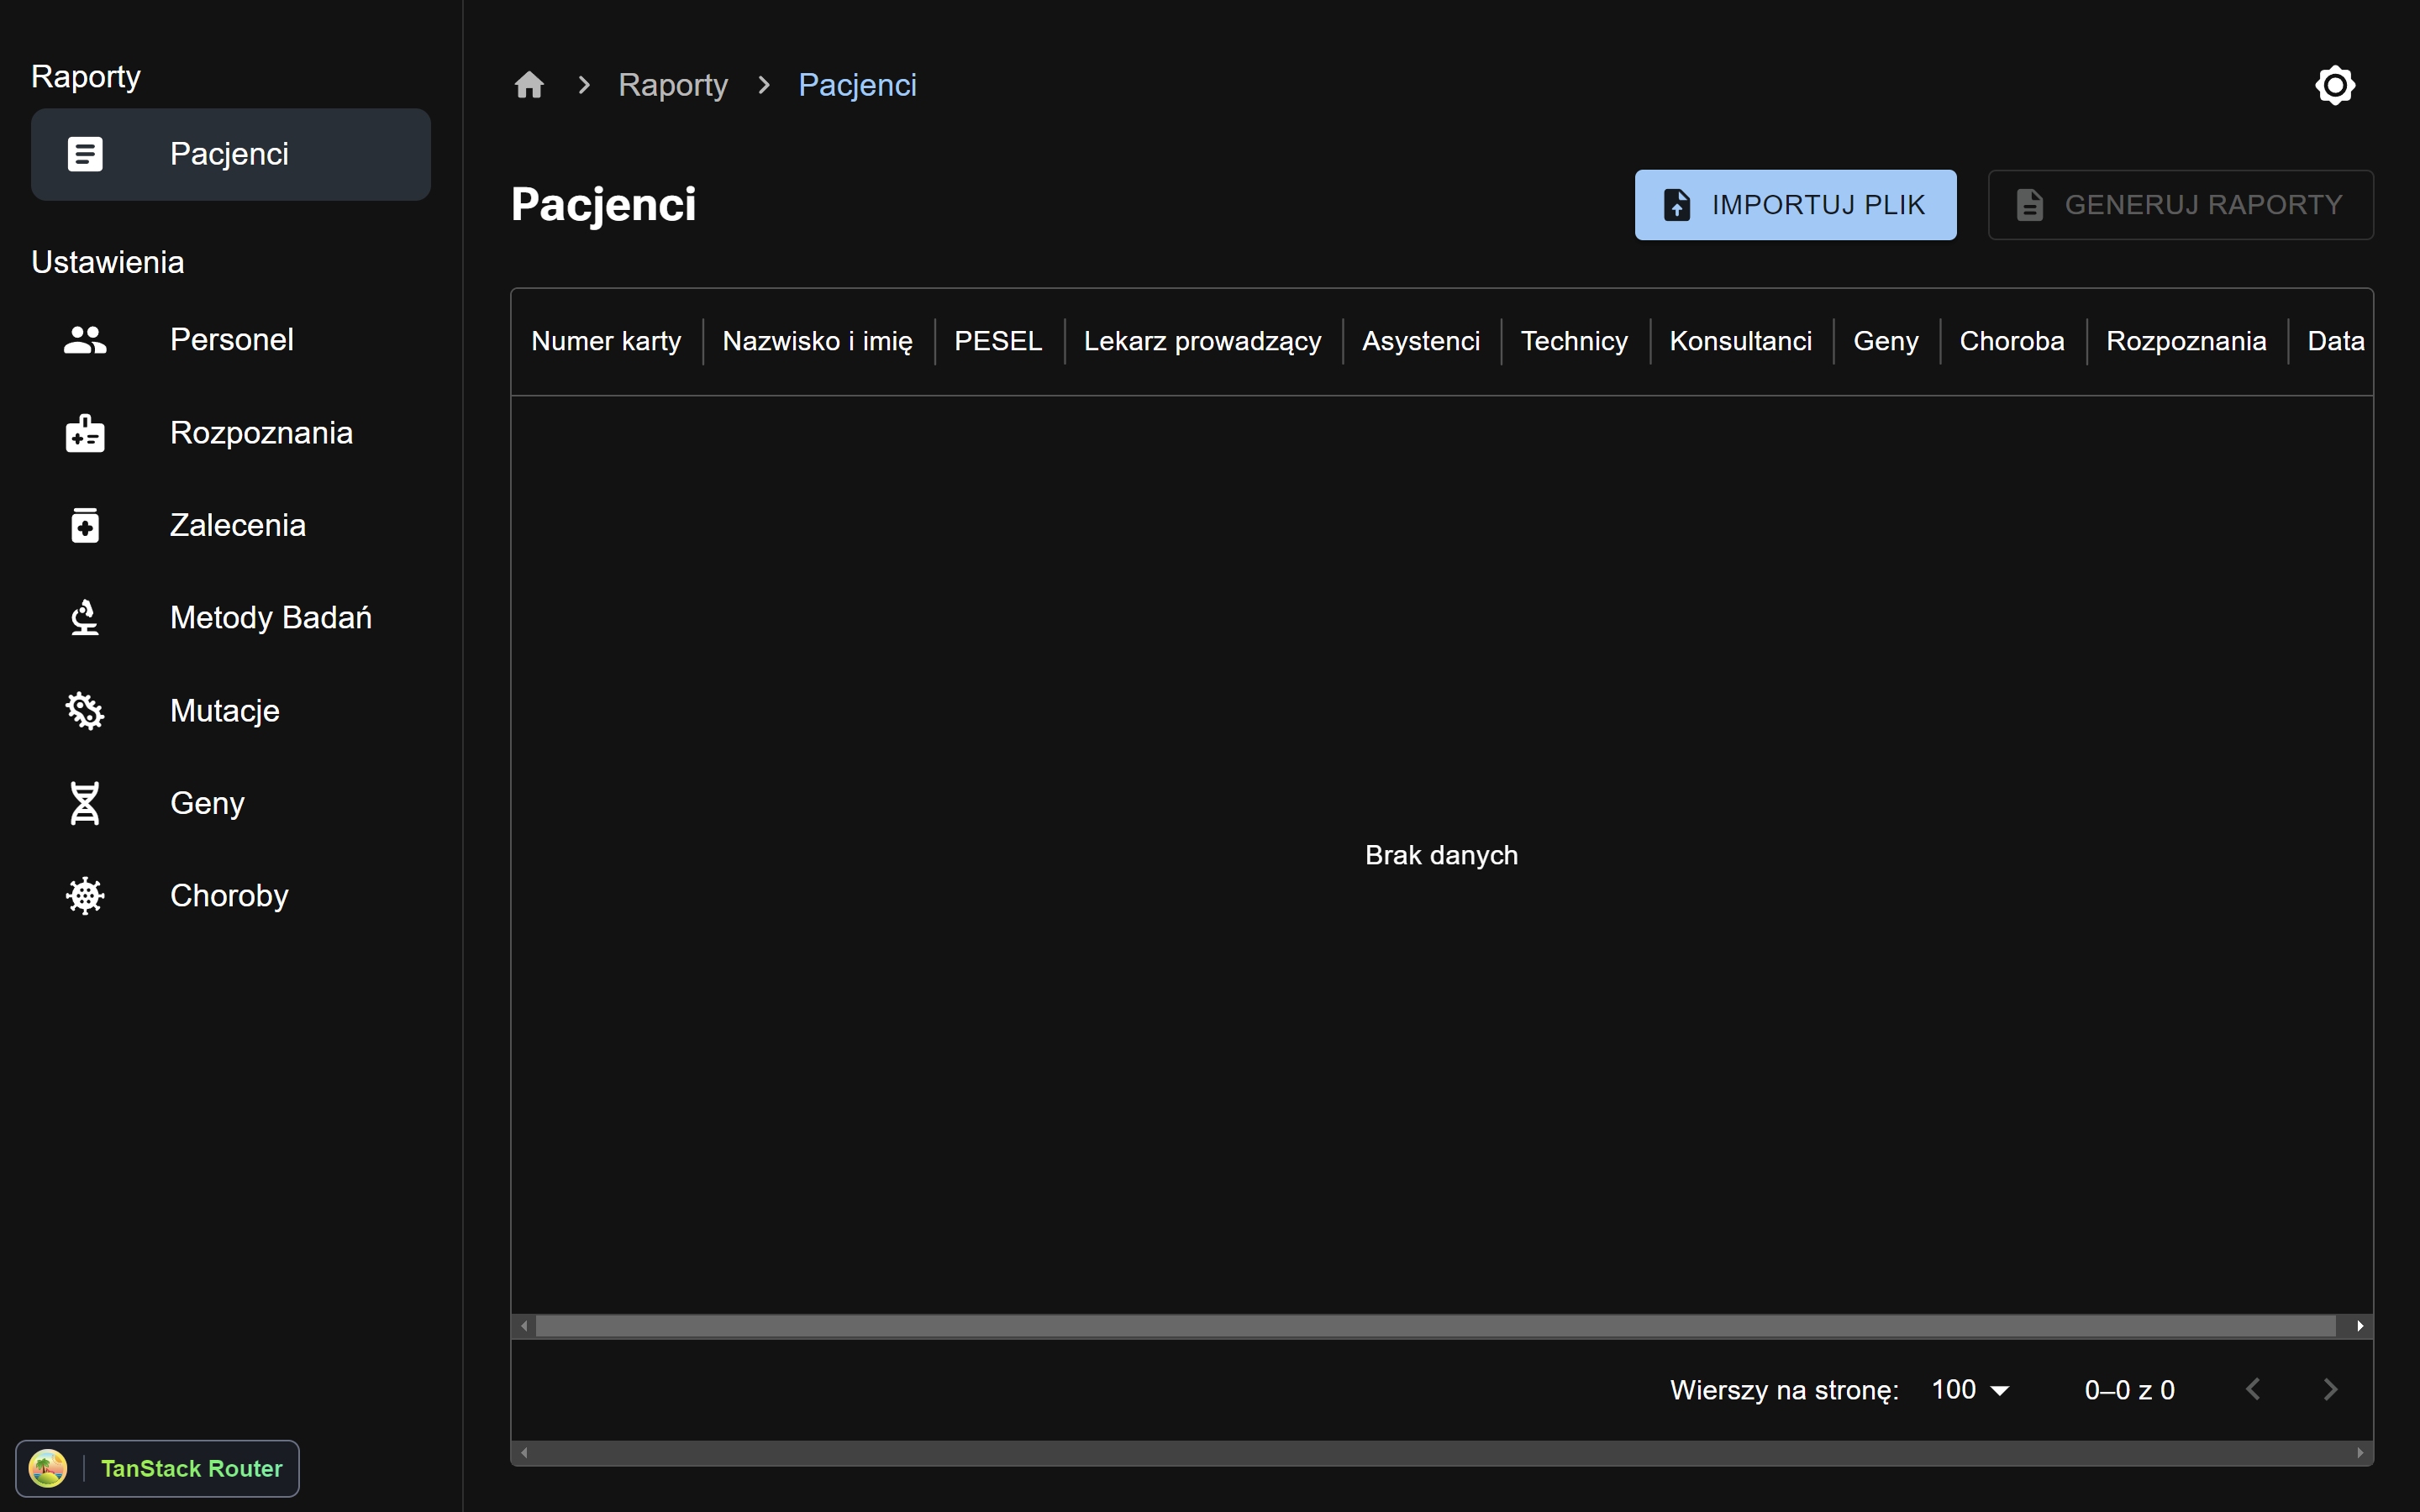 Raporty
Pacjenci
Ustawienia
Personel
Rozpoznania
Zalecenia
Metody Badań
Mutacje
Geny
Choroby
TanStack Router
Raporty Pacjenci
Pacjenci
IMPORTUJ PLIK GENERUJ RAPORTY
Numer karty Nazwisko i imię PESEL Lekarz prowadzący Asystenci Technicy Konsultanci Geny Choroba Rozpoznania Data
Brak danych
Wierszy na stronę: 100 0–0 z 0